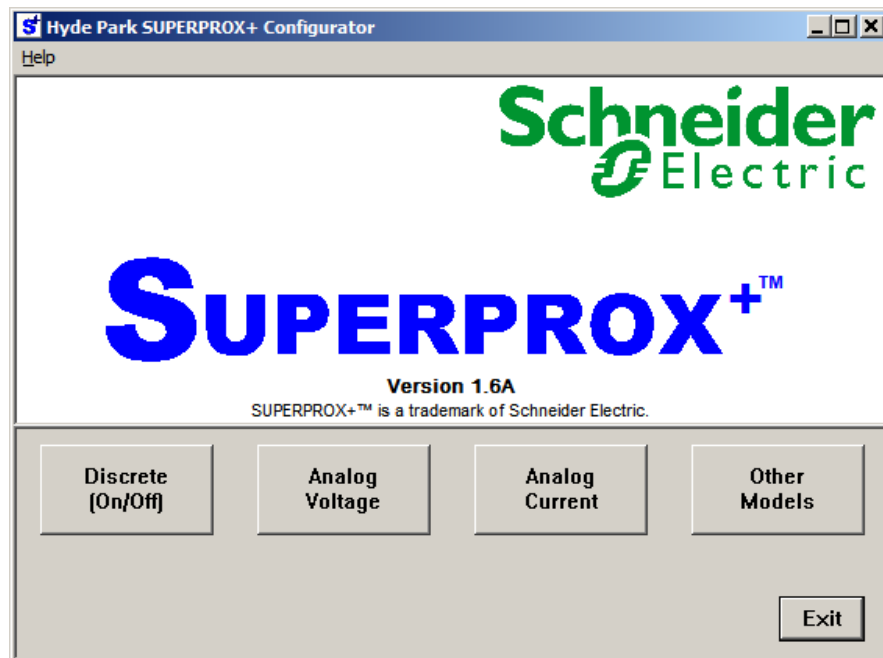 Hyde Park SUPERPROX+ Configurator
Help
Schneider
Electric
SUPERPROX+™
Version 1.6A
SUPERPROX+™ is a trademark of Schneider Electric.
Discrete
(On/Off)
Analog
Voltage
Analog
Current
Other
Models
Exit